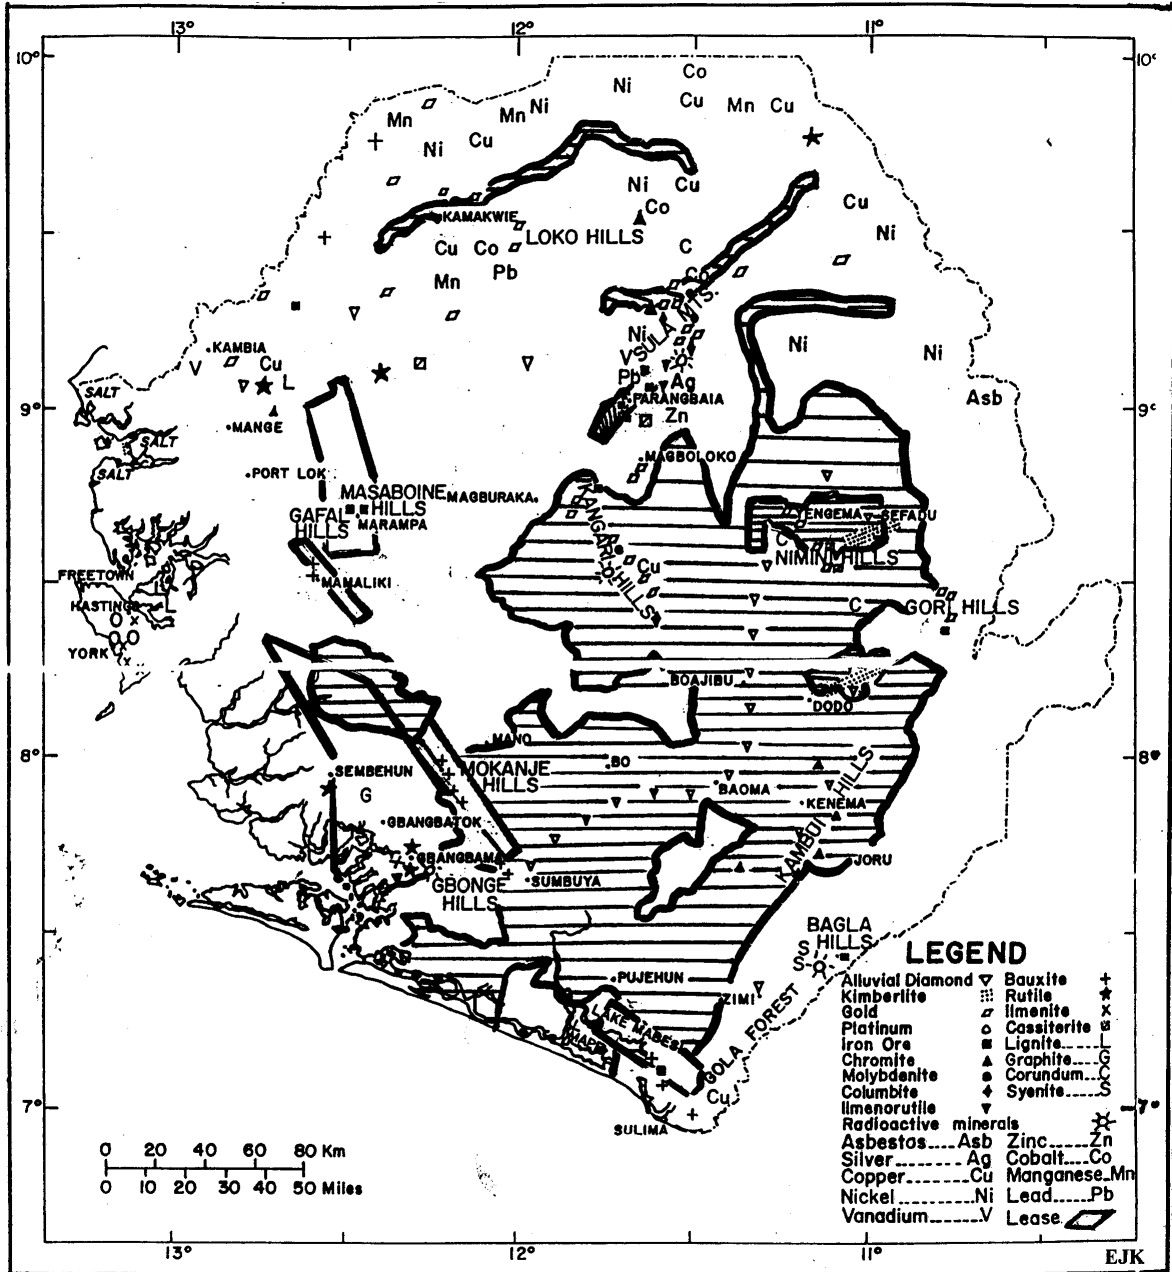 13° 12° 11°
10° 10°
Co
Ni
Cu Mn Cu
Mn Mn Ni
Ni Cu
Ni Cu
Co
KAMAKWIE
LOKO HILLS
Cu
Ni
Cu Co C
Mn Pb
Co
SULA MTS.
Ni
V
Pb
Ag
PARANGBAIA
Zn
Ni Ni
Asb
KAMBIA
V Cu
L
SALT
9° 9°
SALT
MANGE
SALT
PORT LOK
MAGBOLOKO
MASABOINE
HILLS
MAGBURAKA
GAFAL
HILLS
MARAMPA
KANGARI HILLS
YENGEMA SEFADU
C
NIMINI HILLS
Cu
FREETOWN
MAMALIKI
HASTINGS
L
C GORI HILLS
YORK
BOAJIBU
DODO
8° 8°
MANO
BO
SEMBEHUN
MOKANJE
HILLS
G
BAOMA
KENEMA
KAMBUI HILLS
GBANGBATOK
GBANGBAMA
JORU
GBONGE
HILLS
SUMBUYA
BAGLA
HILLS
S
S
PUJEHUN
ZIMI
LAKE MABESI
MAPE
GOLA FOREST
Cu
SULIMA
7° 7°
LEGEND
Alluvial Diamond Bauxite
Kimberlite Rutile
Gold Ilmenite
Platinum Cassiterite
Iron Ore Lignite----L
Chromite Graphite---G
Molybdenite Corundum---C
Columbite Syenite----S
Ilmenorutile
Radioactive minerals
Asbestos----Asb Zinc-----Zn
Silver--------Ag Cobalt----Co
Copper-------Cu Manganese--Mn
Nickel--------Ni Lead-----Pb
Vanadium-----V Lease
0 20 40 60 80 Km
0 10 20 30 40 50 Miles
13° 12° 11°
EJK